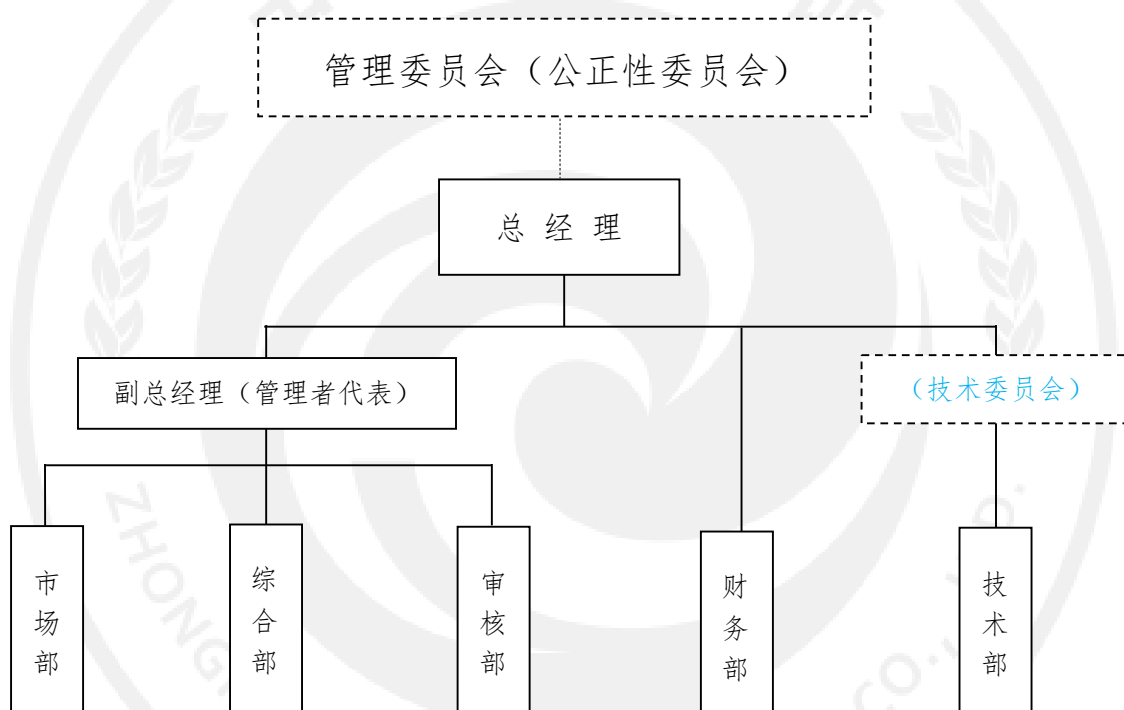 管理委员会（公正性委员会）
总 经 理
副总经理（管理者代表）
（技术委员会）
市场部
综合部
审核部
财务部
技术部
ZHONG
CO.